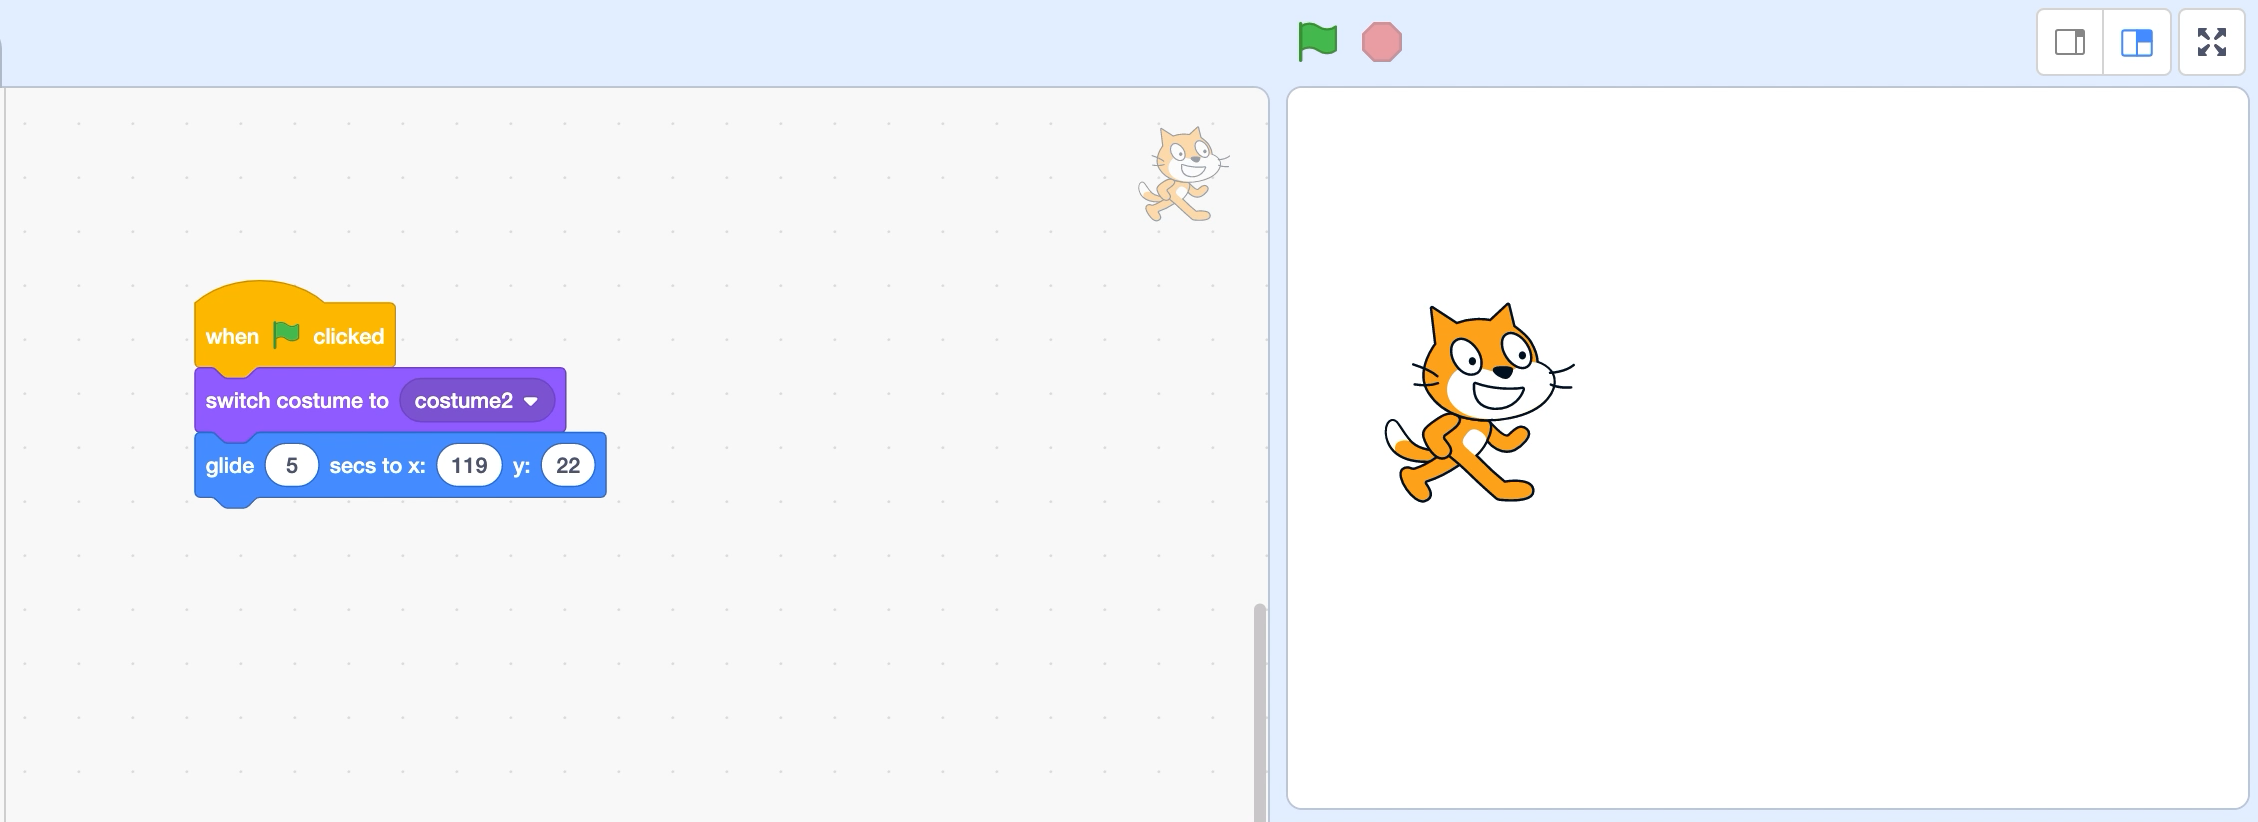 when clicked
switch costume to costume2
glide 5 secs to x: 119 y: 22